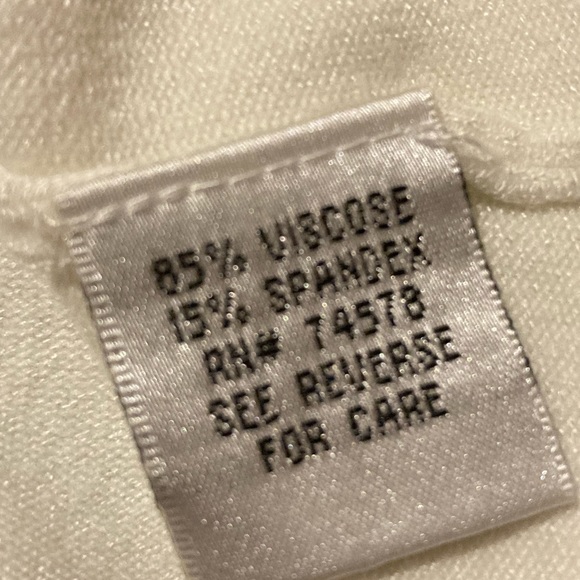 85% VISCOSE
15% SPANDEX
RN# 74578
SEE REVERSE
FOR CARE